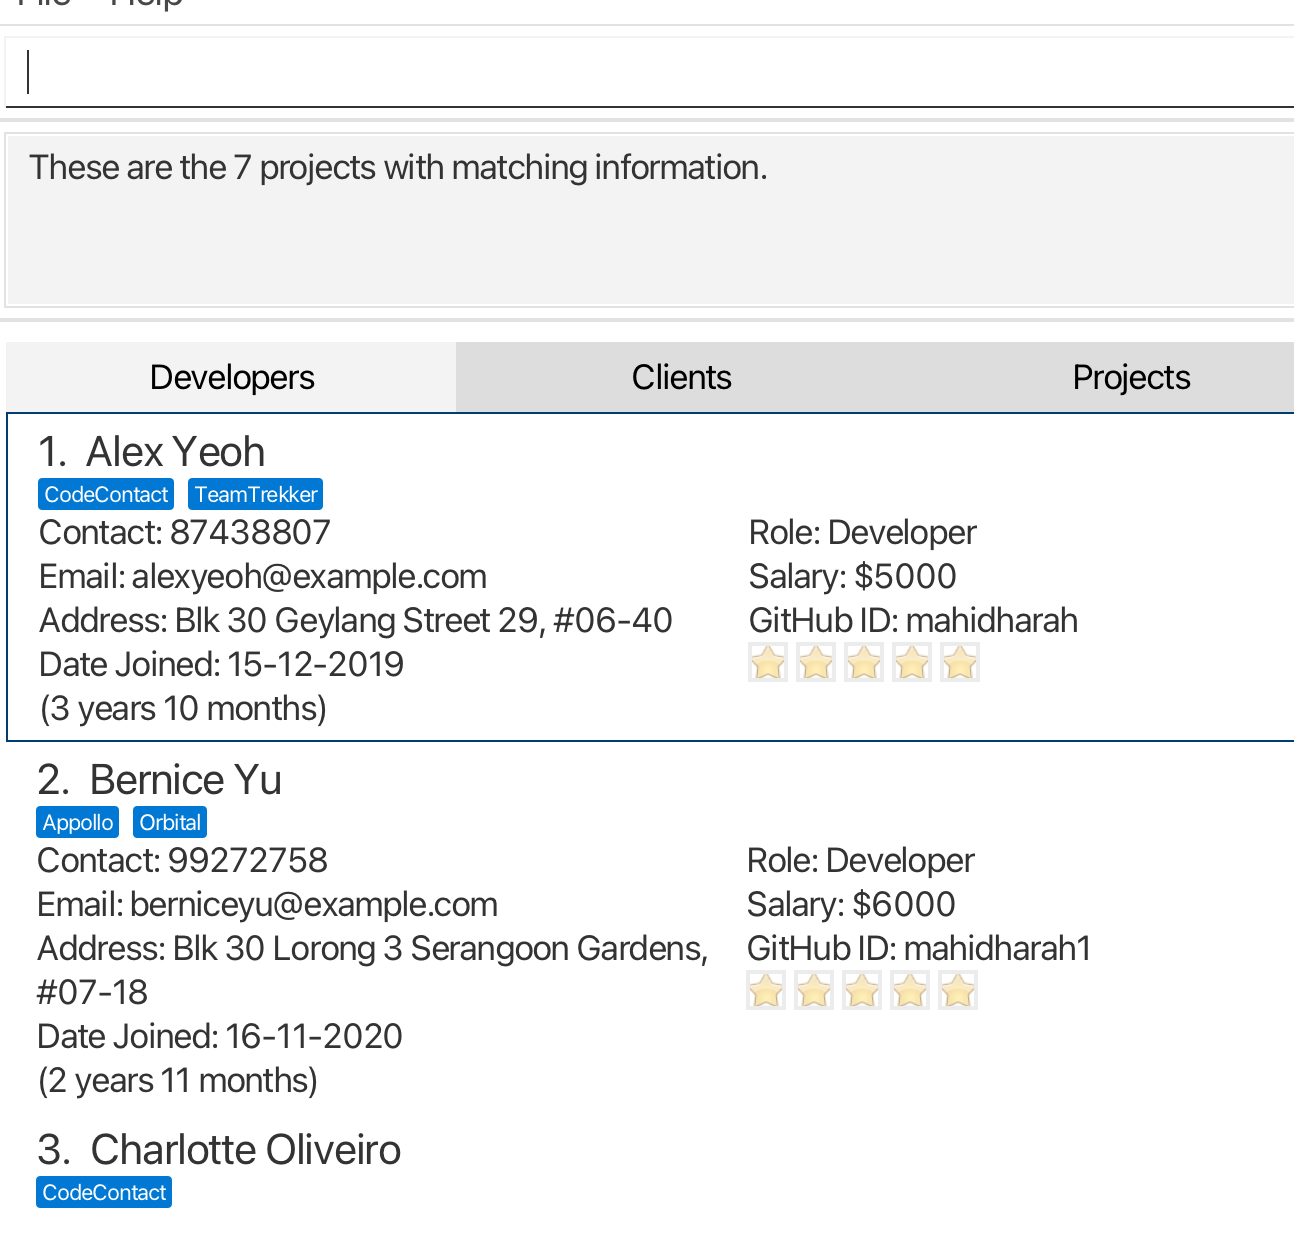 File Help
These are the 7 projects with matching information.
Developers Clients Projects
1. Alex Yeoh
CodeContact TeamTrekker
Contact: 87438807
Role: Developer
Email: alexyeoh@example.com
Salary: $5000
Address: Blk 30 Geylang Street 29, #06-40
GitHub ID: mahidharah
Date Joined: 15-12-2019
(3 years 10 months)
2. Bernice Yu
Appollo Orbital
Contact: 99272758
Role: Developer
Email: berniceyu@example.com
Salary: $6000
Address: Blk 30 Lorong 3 Serangoon Gardens,
GitHub ID: mahidharah1
#07-18
Date Joined: 16-11-2020
(2 years 11 months)
3. Charlotte Oliveiro
CodeContact